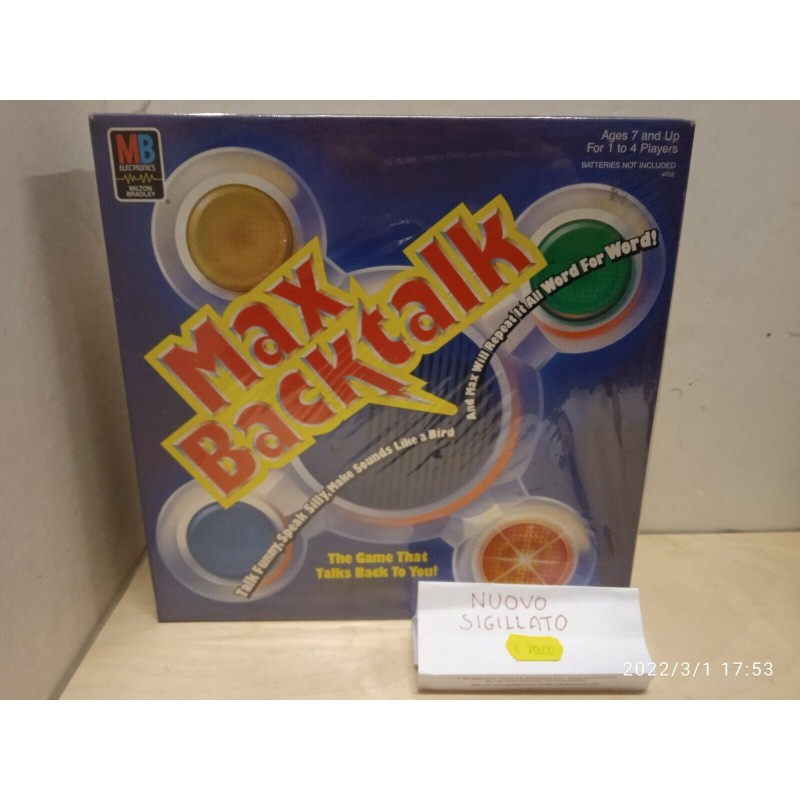 MB
ELECTRONICS
MILTON
BRADLEY
Ages 7 and Up
For 1 to 4 Players
BATTERIES NOT INCLUDED
Max
Backtalk
Talk Funny, Speak Silly, Make Sounds Like a Bird
And Max Will Repeat It All Word For Word!
The Game That
Talks Back To You!
NUOVO
SIGILLATO
2022/3/1 17:53